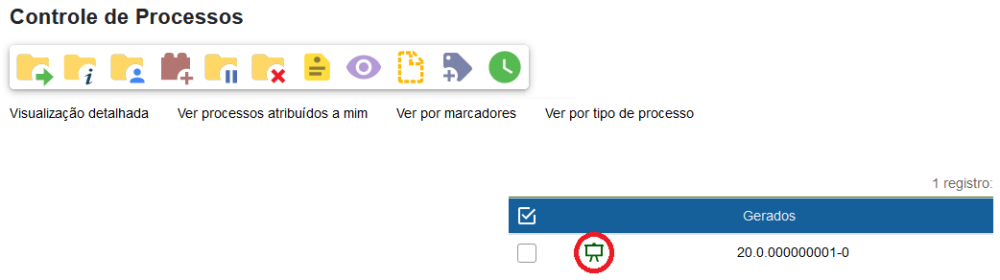 Controle de Processos
Visualização detalhada Ver processos atribuídos a mim Ver por marcadores Ver por tipo de processo
1 registro:
Gerados
20.0.000000001-0